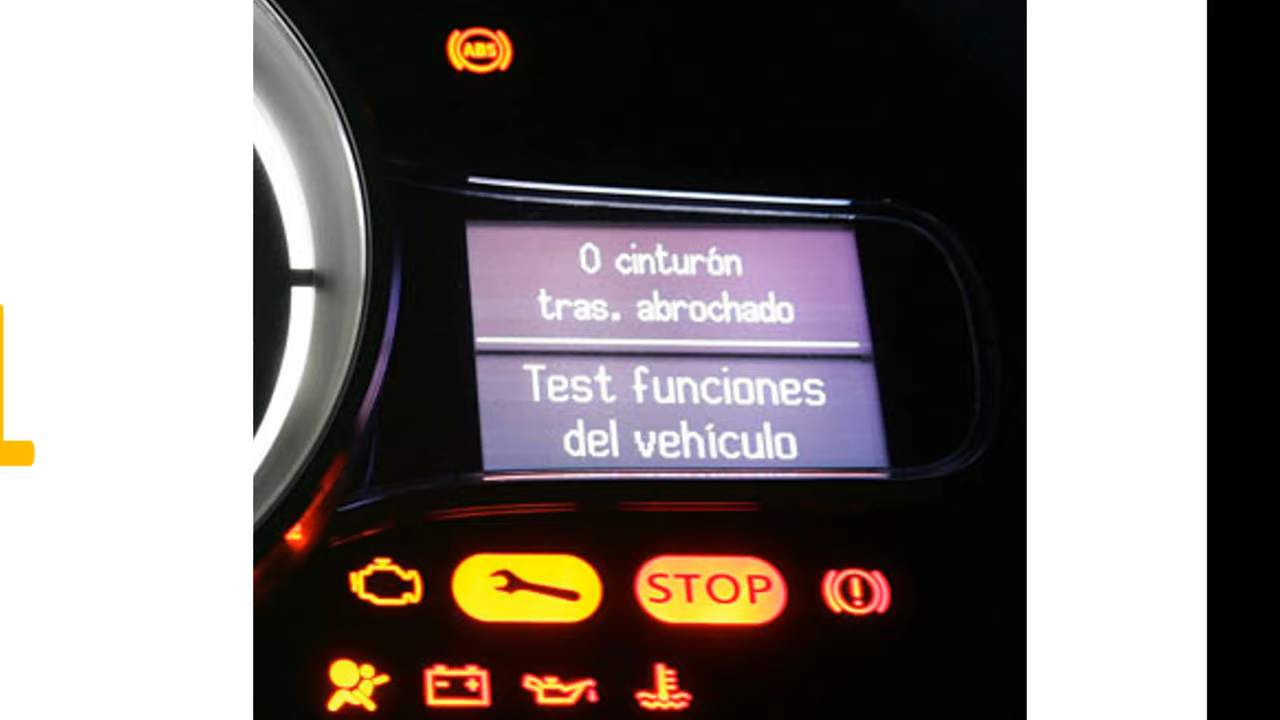 ABS
0 cinturón
tras. abrochado
Test funciones
del vehículo
STOP